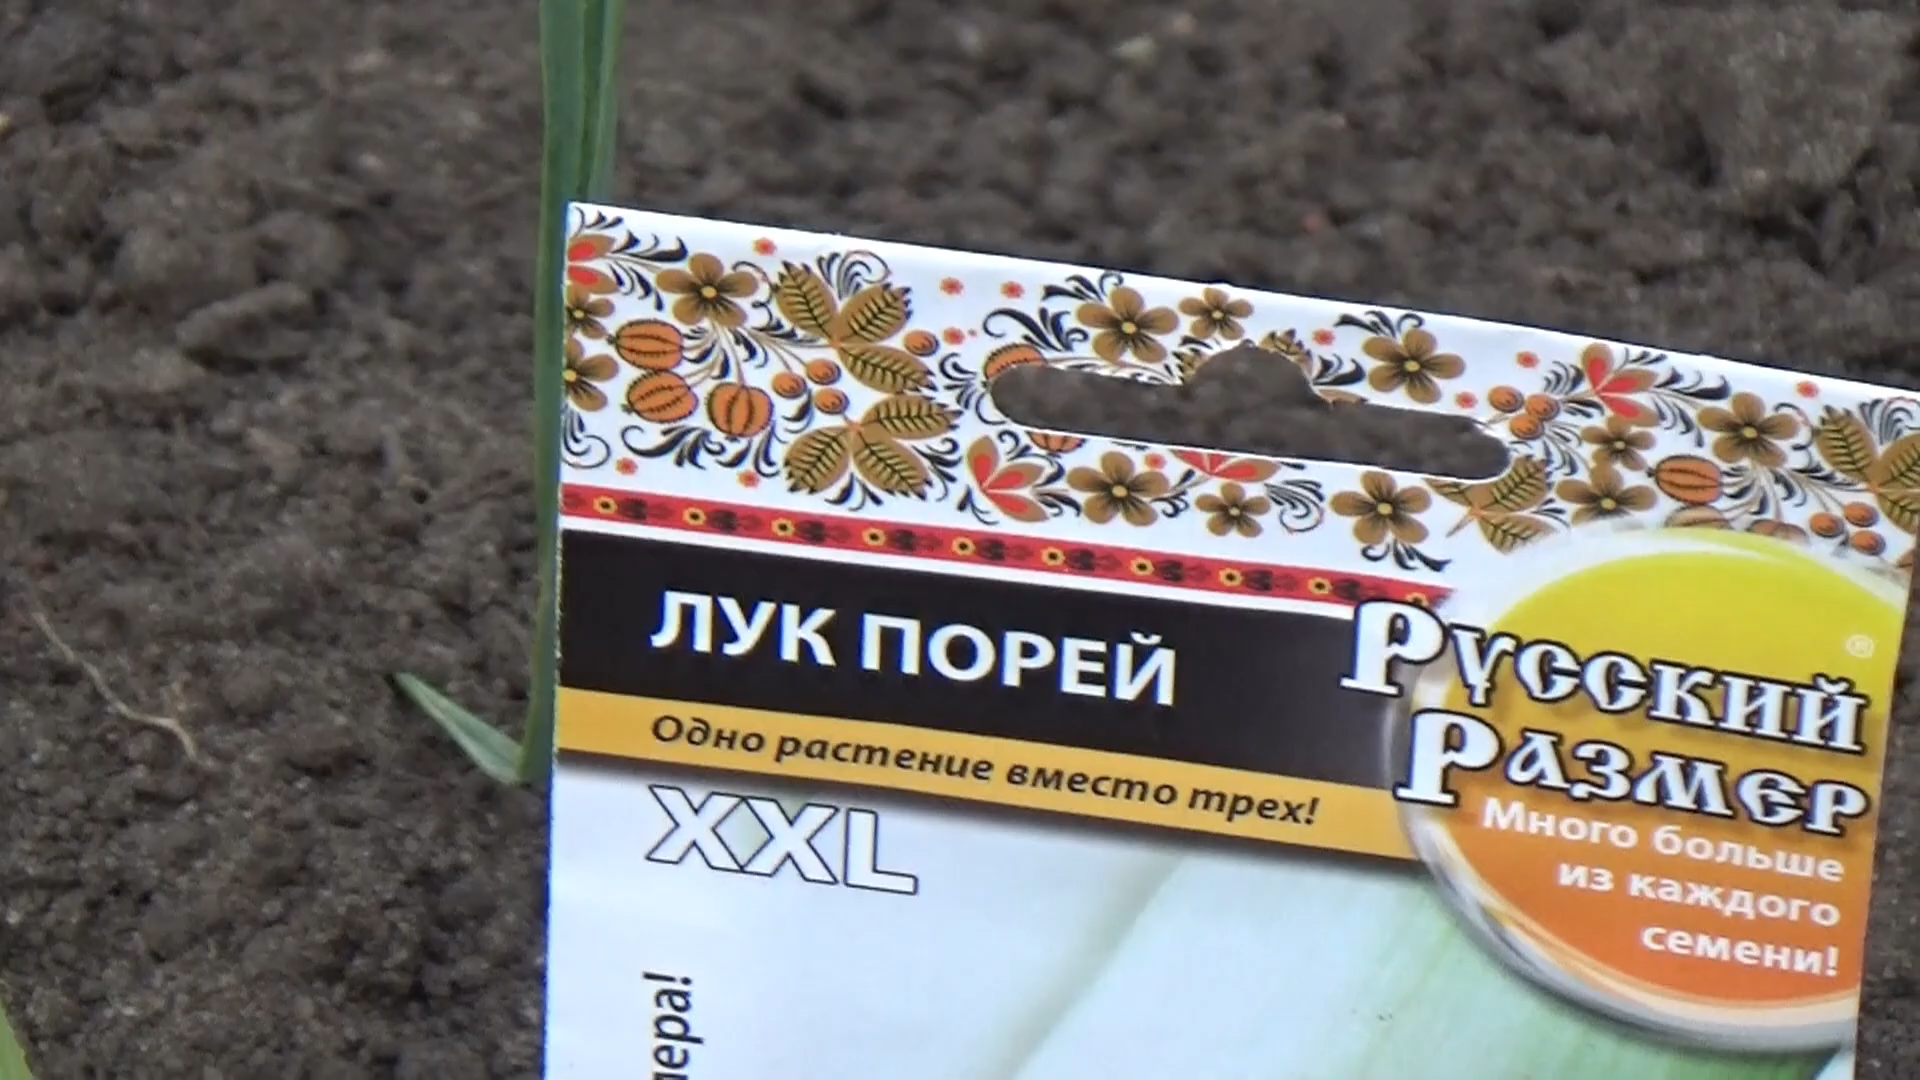 ЛУК ПОРЕЙ
Одно растение вместо трех!
XXL
Русский
Размер
®
Много больше
из каждого
семени!